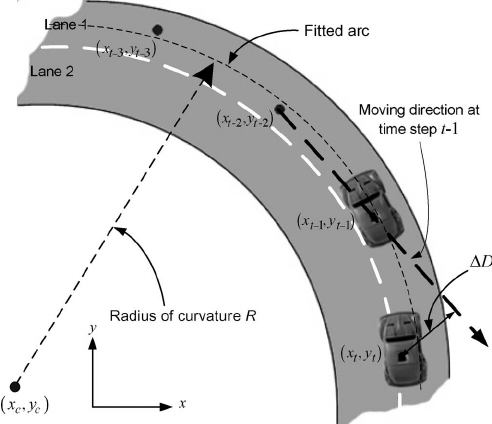 Lane 1
Fitted arc
(x_{t-3}, y_{t-3})
Lane 2
Moving direction at
time step t-1
(x_{t-2}, y_{t-2})
(x_{t-1}, y_{t-1})
ΔD
Radius of curvature R
y
(x_t, y_t)
x
(x_c, y_c)